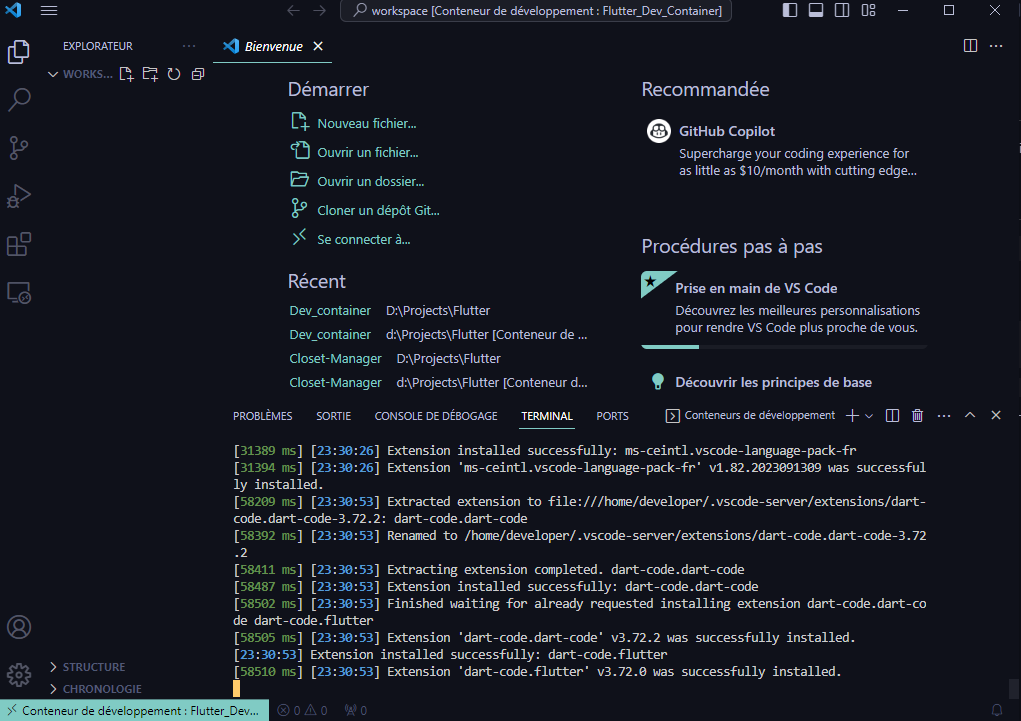 workspace [Conteneur de développement : Flutter_Dev_Container]
EXPLORATEUR
WORKS...
Bienvenue
Démarrer
Nouveau fichier...
Ouvrir un fichier...
Ouvrir un dossier...
Cloner un dépôt Git...
Se connecter à...
Récent
Dev_container D:\Projects\Flutter
Dev_container d:\Projects\Flutter [Conteneur de ...
Closet-Manager D:\Projects\Flutter
Closet-Manager d:\Projects\Flutter [Conteneur d...
Recommandée
GitHub Copilot
Supercharge your coding experience for
as little as $10/month with cutting edge...
Procédures pas à pas
Prise en main de VS Code
Découvrez les meilleures personnalisations
pour rendre VS Code plus proche de vous.
Découvrir les principes de base
PROBLÈMES SORTIE CONSOLE DE DÉBOGAGE TERMINAL PORTS Conteneurs de développement
[31389 ms] [23:30:26] Extension installed successfully: ms-ceintl.vscode-language-pack-fr
[31394 ms] [23:30:26] Extension 'ms-ceintl.vscode-language-pack-fr' v1.82.2023091309 was successful
ly installed.
[58209 ms] [23:30:53] Extracted extension to file:///home/developer/.vscode-server/extensions/dart-
code.dart-code-3.72.2: dart-code.dart-code
[58392 ms] [23:30:53] Renamed to /home/developer/.vscode-server/extensions/dart-code.dart-code-3.72
.2
[58411 ms] [23:30:53] Extracting extension completed. dart-code.dart-code
[58487 ms] [23:30:53] Extension installed successfully: dart-code.dart-code
[58502 ms] [23:30:53] Finished waiting for already requested installing extension dart-code.dart-co
de dart-code.flutter
[58505 ms] [23:30:53] Extension 'dart-code.dart-code' v3.72.2 was successfully installed.
[23:30:53] Extension installed successfully: dart-code.flutter
[58510 ms] [23:30:53] Extension 'dart-code.flutter' v3.72.0 was successfully installed.
STRUCTURE
CHRONOLOGIE
Conteneur de développement : Flutter_Dev... 0 0 0